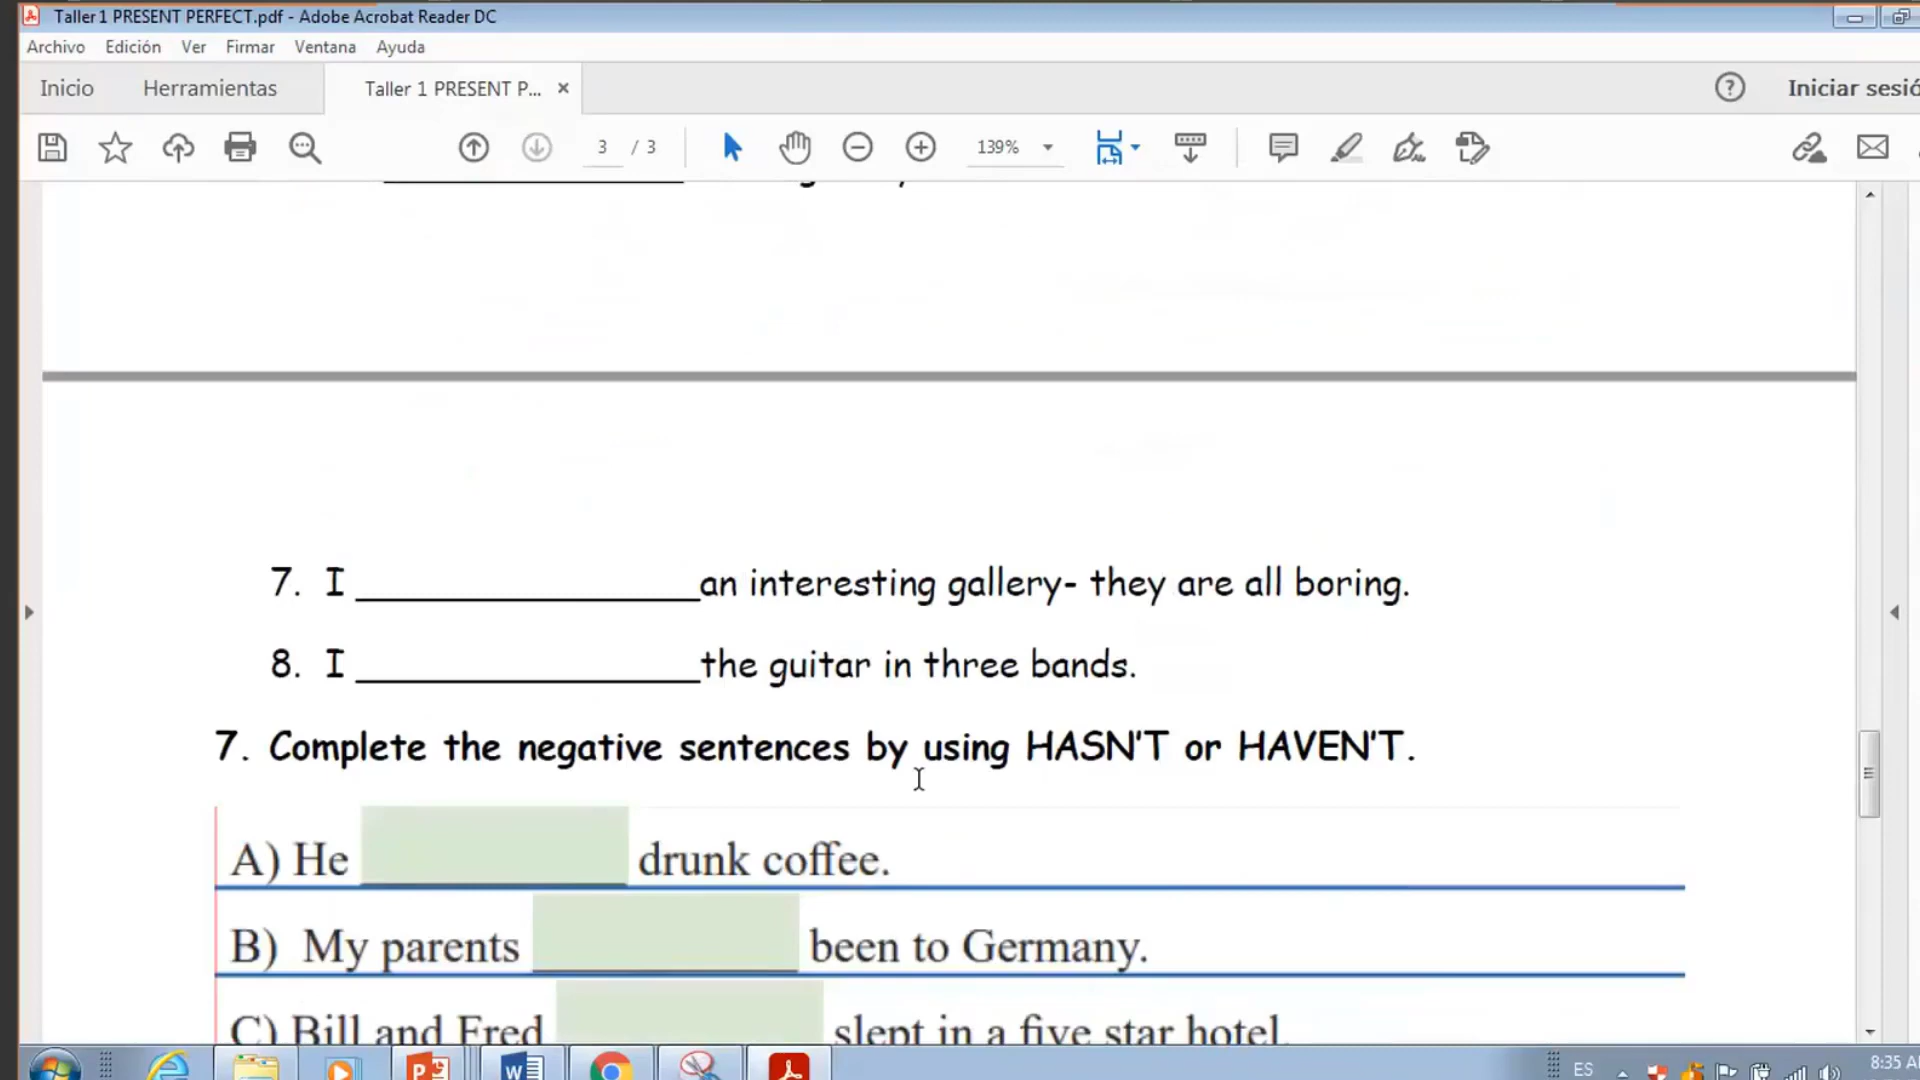 Taller 1 PRESENT PERFECT.pdf - Adobe Acrobat Reader DC
Archivo Edición Ver Firmar Ventana Ayuda
Inicio Herramientas Taller 1 PRESENT P... × ? Iniciar sesió
3 / 3 139%
7. I ________________an interesting gallery- they are all boring.
8. I ________________the guitar in three bands.
7. Complete the negative sentences by using HASN'T or HAVEN'T.
A) He drunk coffee.
B) My parents been to Germany.
C) Bill and Fred slept in a five star hotel.
ES 8:35 A